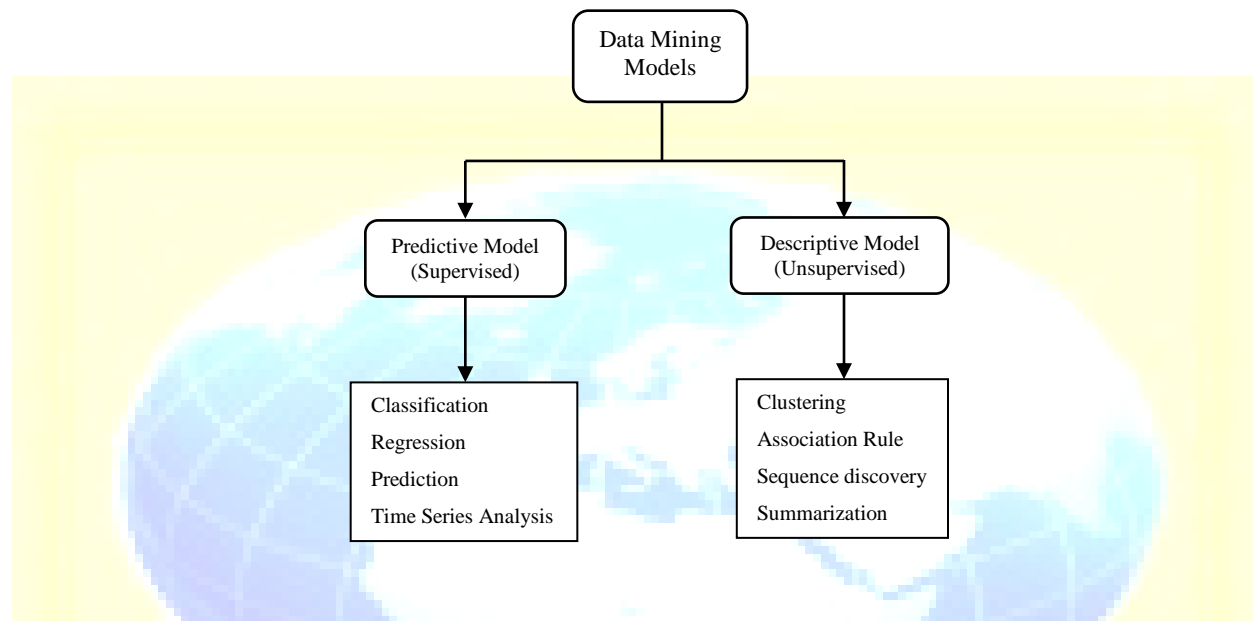 Data Mining
Models
Predictive Model
(Supervised)
Descriptive Model
(Unsupervised)
Classification
Regression
Prediction
Time Series Analysis
Clustering
Association Rule
Sequence discovery
Summarization